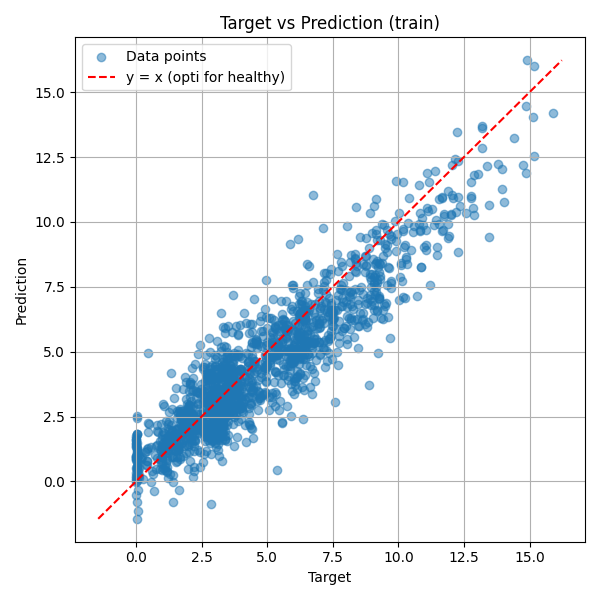 Target vs Prediction (train)
Data points
y = x (opti for healthy)
15.0
12.5
10.0
7.5
5.0
2.5
0.0
Prediction
0.0 2.5 5.0 7.5 10.0 12.5 15.0
Target